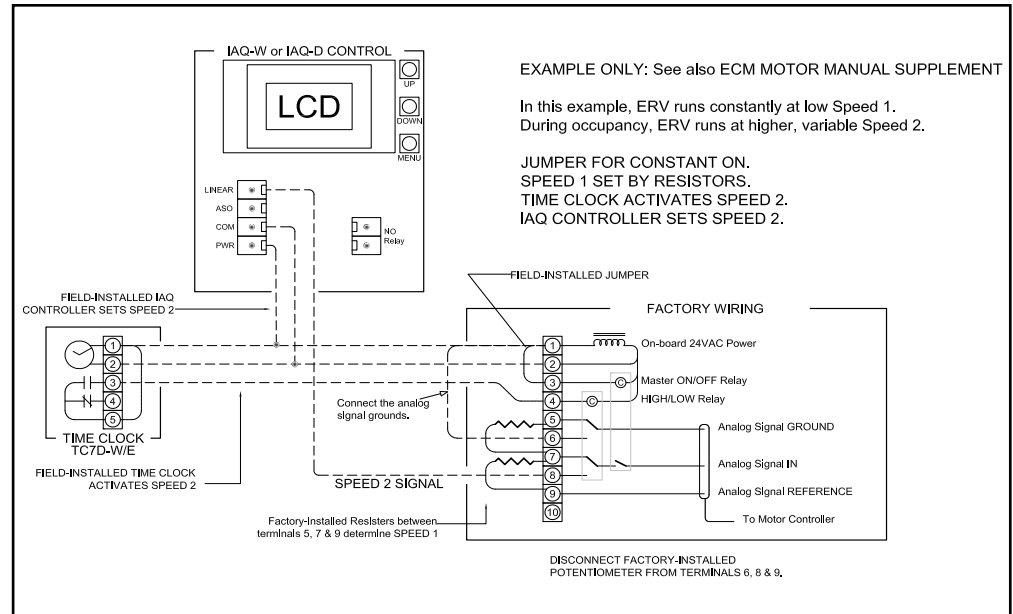 IAQ-W or IAQ-D CONTROL
LCD
UP
DOWN
MENU
LINEAR
ASO
COM
PWR
NO
Relay
EXAMPLE ONLY: See also ECM MOTOR MANUAL SUPPLEMENT
In this example, ERV runs constantly at low Speed 1.
During occupancy, ERV runs at higher, variable Speed 2.
JUMPER FOR CONSTANT ON.
SPEED 1 SET BY RESISTORS.
TIME CLOCK ACTIVATES SPEED 2.
IAQ CONTROLLER SETS SPEED 2.
FIELD-INSTALLED JUMPER
FIELD-INSTALLED IAQ
CONTROLLER SETS SPEED 2
1
2
3
4
5
TIME CLOCK
TC7D-W/E
FIELD-INSTALLED TIME CLOCK
ACTIVATES SPEED 2
Connect the analog
signal grounds.
SPEED 2 SIGNAL
Factory-Installed Resisters between
terminals 5, 7 & 9 determine SPEED 1
FACTORY WIRING
1
2
3
4
5
6
7
8
9
10
C
C
On-board 24VAC Power
Master ON/OFF Relay
HIGH/LOW Relay
Analog Signal GROUND
Analog Signal IN
Analog Signal REFERENCE
To Motor Controller
DISCONNECT FACTORY-INSTALLED
POTENTIOMETER FROM TERMINALS 6, 8 & 9.